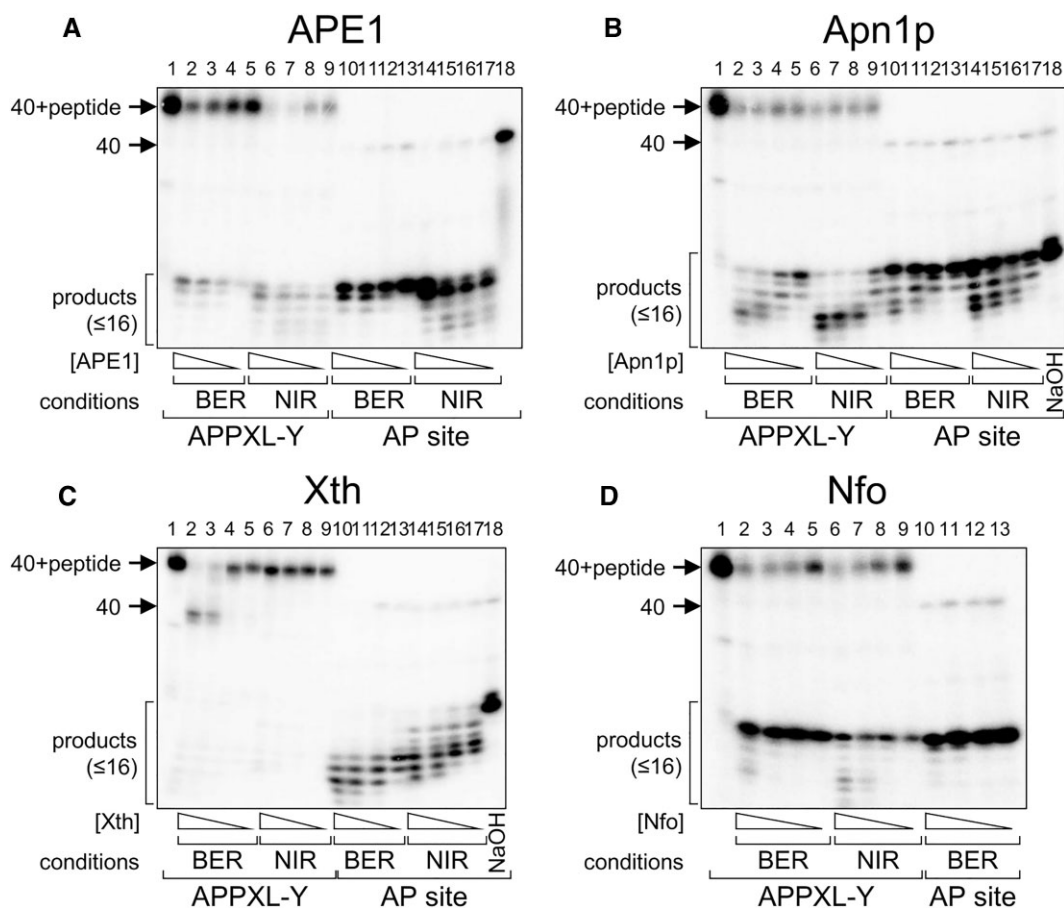 A
APE1
1 2 3 4 5 6 7 8 9 10 11 12 13 14 15 16 17 18
40+peptide
40
products
(≤16)
[APE1]
conditions
BER NIR BER NIR
APPXL-Y AP site
B
Apn1p
1 2 3 4 5 6 7 8 9 10 11 12 13 14 15 16 17 18
40+peptide
40
products
(≤16)
[Apn1p]
NaOH
conditions
BER NIR BER NIR
APPXL-Y AP site
C
Xth
1 2 3 4 5 6 7 8 9 10 11 12 13 14 15 16 17 18
40+peptide
40
products
(≤16)
[Xth]
NaOH
conditions
BER NIR BER NIR
APPXL-Y AP site
D
Nfo
1 2 3 4 5 6 7 8 9 10 11 12 13
40+peptide
40
products
(≤16)
[Nfo]
conditions
BER NIR BER
APPXL-Y AP site